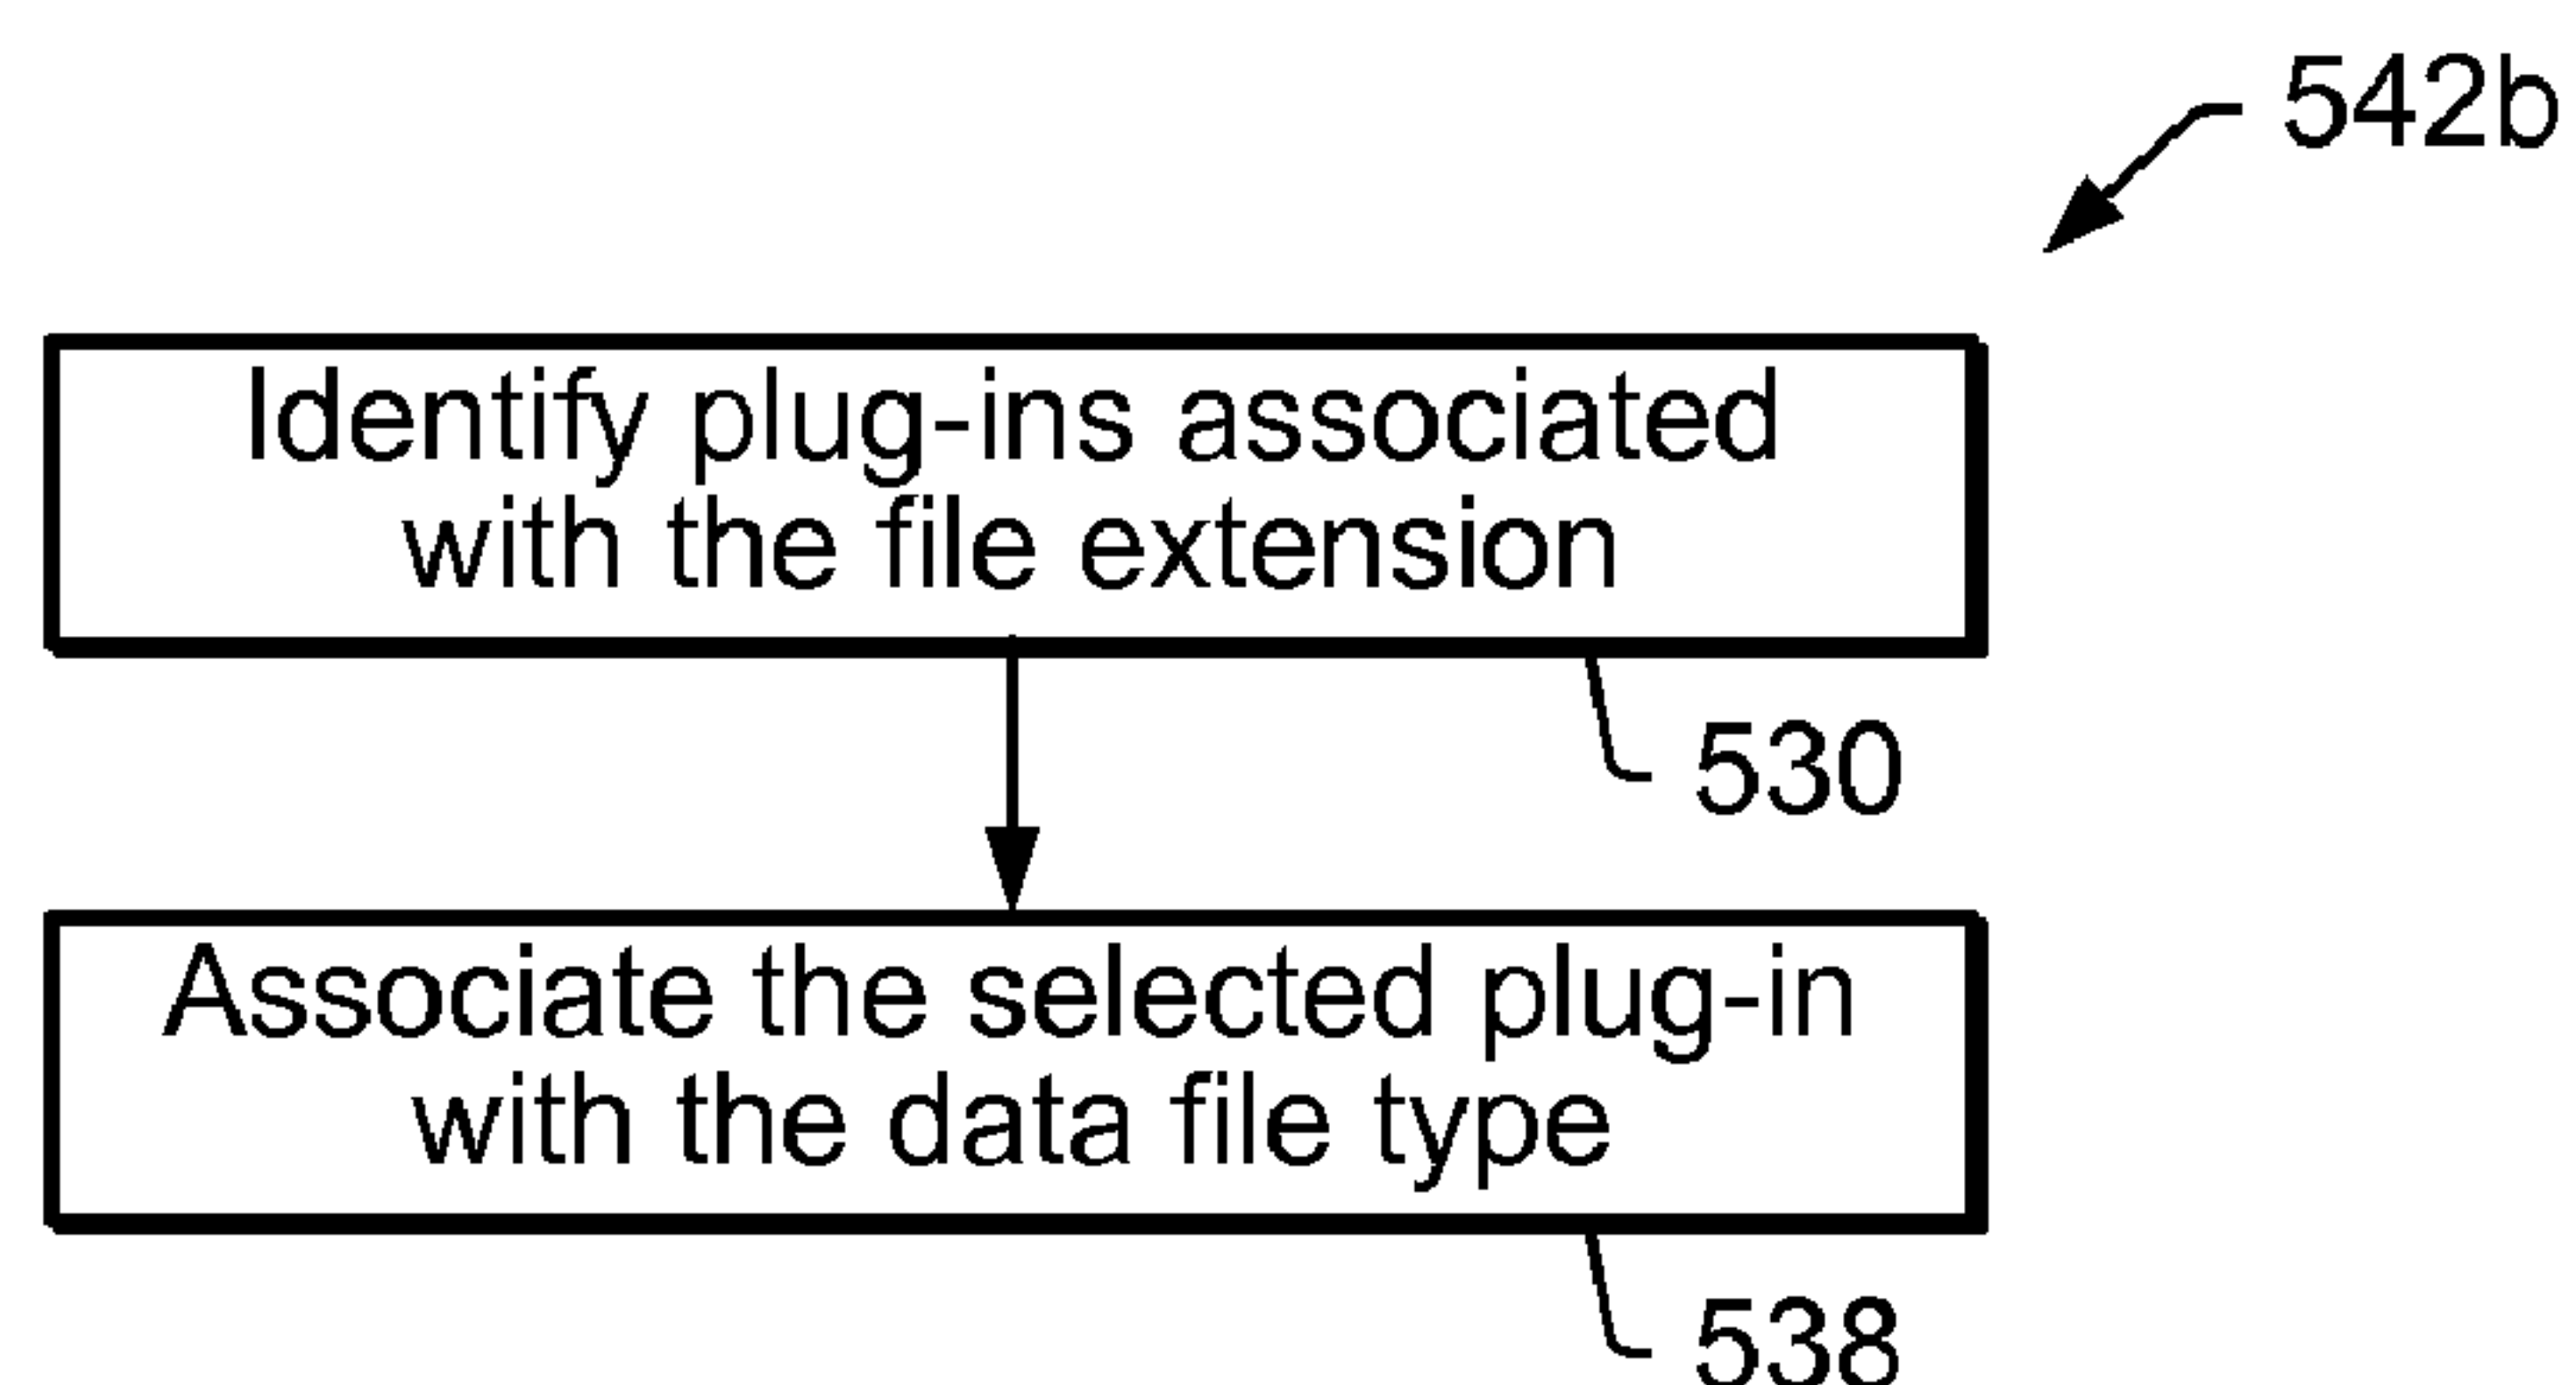 542b
Identify plug-ins associated
with the file extension
530
Associate the selected plug-in
with the data file type
538